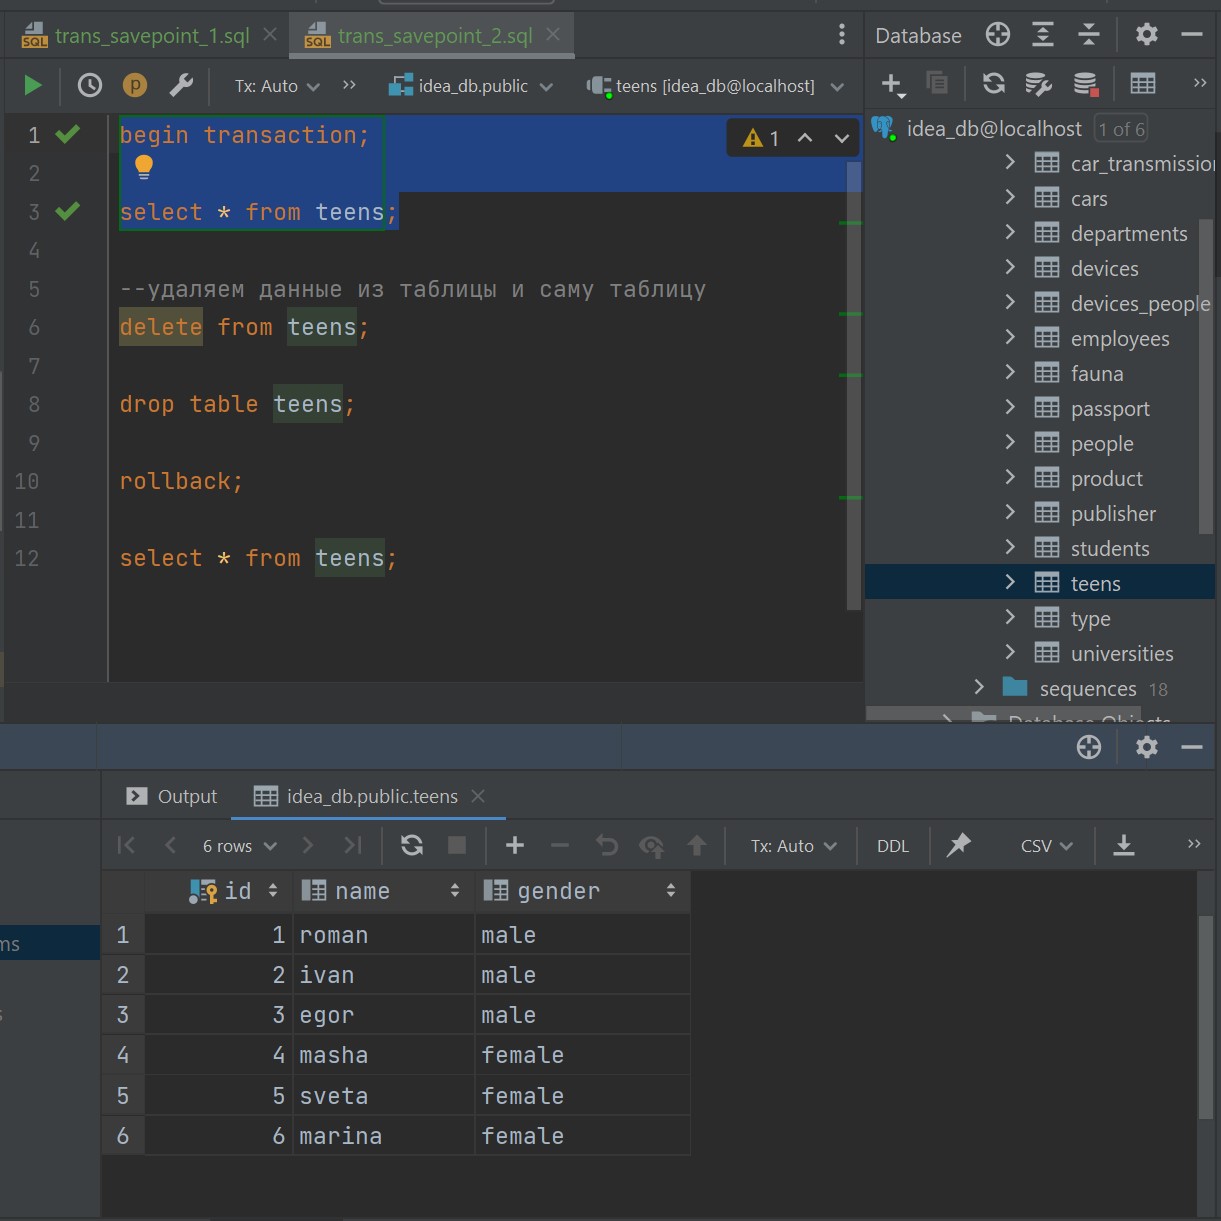 trans_savepoint_1.sql trans_savepoint_2.sql Database
Tx: Auto idea_db.public teens [idea_db@localhost]
1 begin transaction; 1
2
3 select * from teens;
4
5 --удаляем данные из таблицы и саму таблицу
6 delete from teens;
7
8 drop table teens;
9
10 rollback;
11
12 select * from teens;
idea_db@localhost 1 of 6
car_transmission
cars
departments
devices
devices_people
employees
fauna
passport
people
product
publisher
students
teens
type
universities
sequences 18
Database Objects
Output idea_db.public.teens
6 rows Tx: Auto DDL CSV
id name gender
1 1 roman male
2 2 ivan male
3 3 egor male
4 4 masha female
5 5 sveta female
6 6 marina female
ms